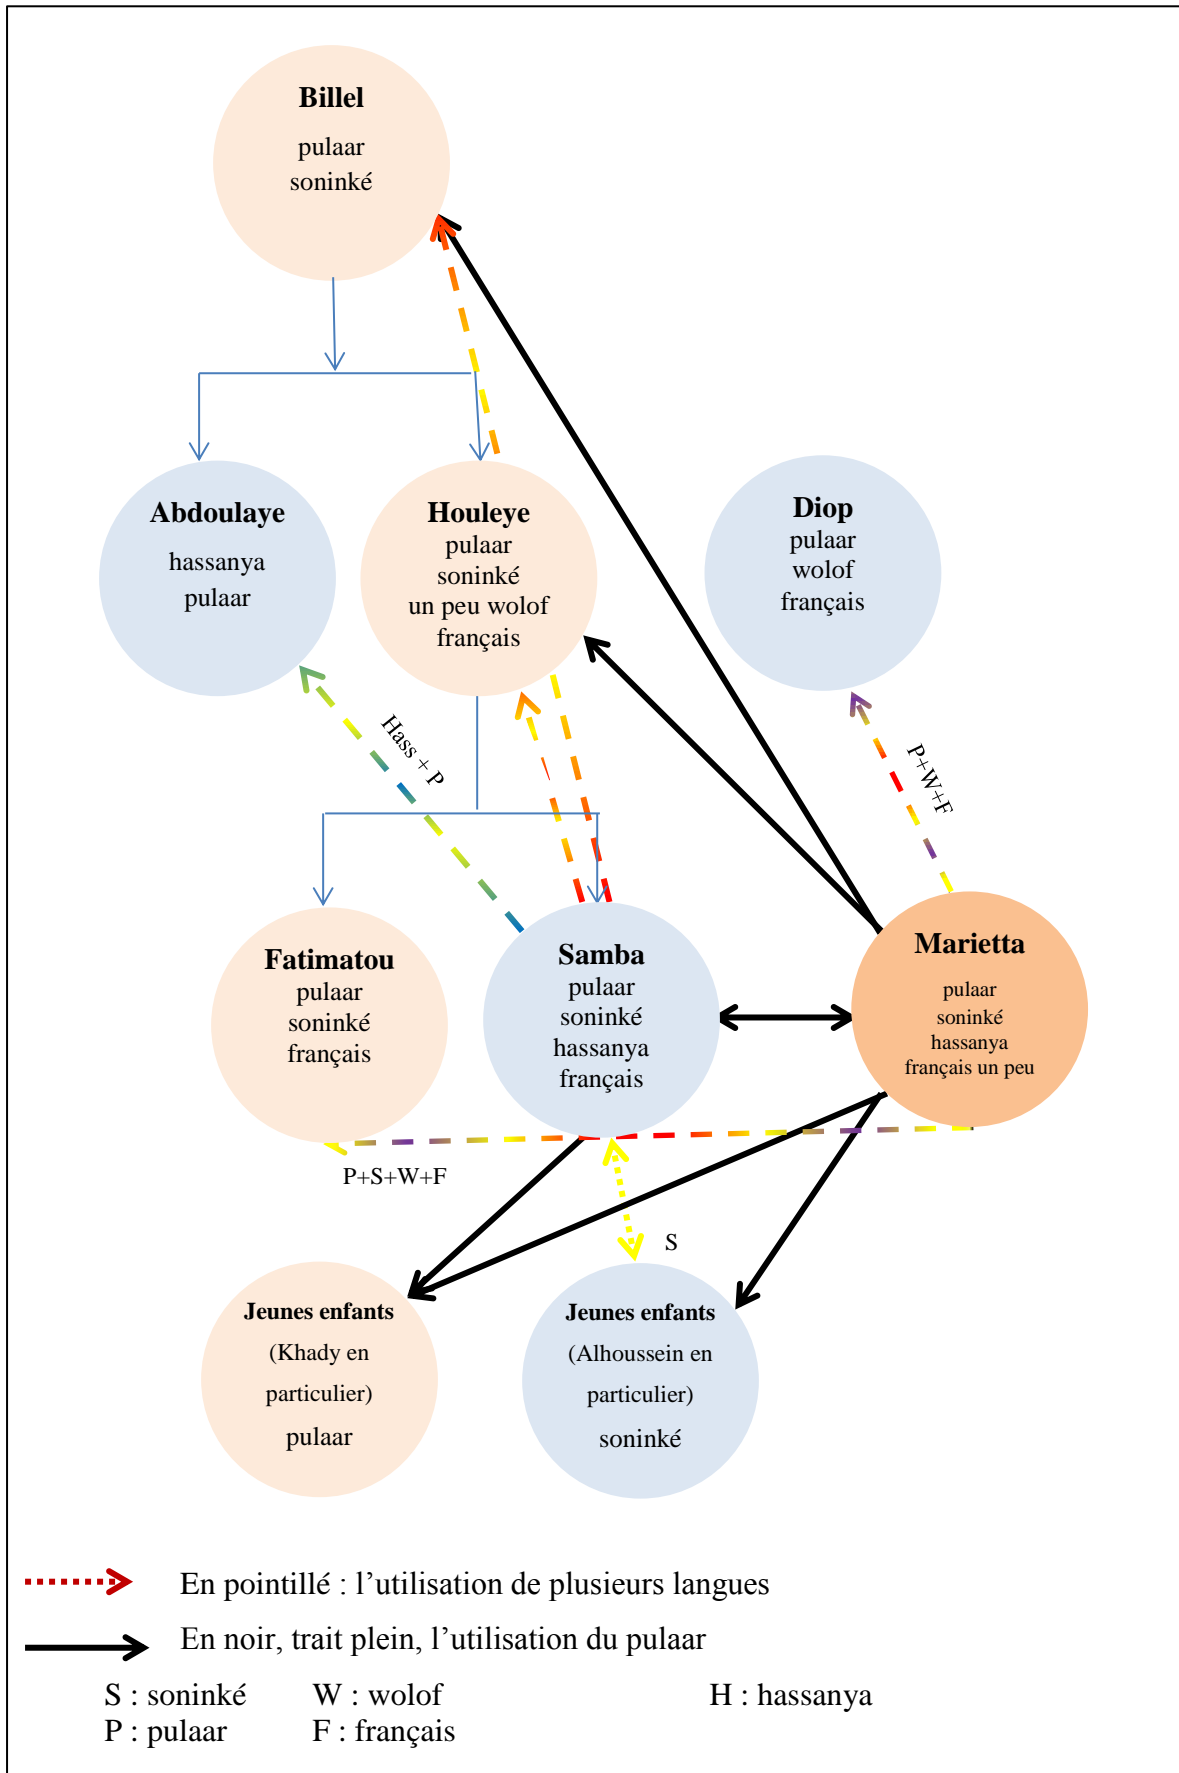 Billel
pulaar
soninké
Abdoulaye
hassanya
pulaar
Houleye
pulaar
soninké
un peu wolof
français
Diop
pulaar
wolof
français
Hass + P
P+W+F
Fatimatou
pulaar
soninké
français
Samba
pulaar
soninké
hassanya
français
Marietta
pulaar
soninké
hassanya
français un peu
P+S+W+F
S
Jeunes enfants
(Khady en
particulier)
pulaar
Jeunes enfants
(Alhoussein en
particulier)
soninké
En pointillé : l’utilisation de plusieurs langues
En noir, trait plein, l’utilisation du pulaar
S : soninké W : wolof H : hassanya
P : pulaar F : français